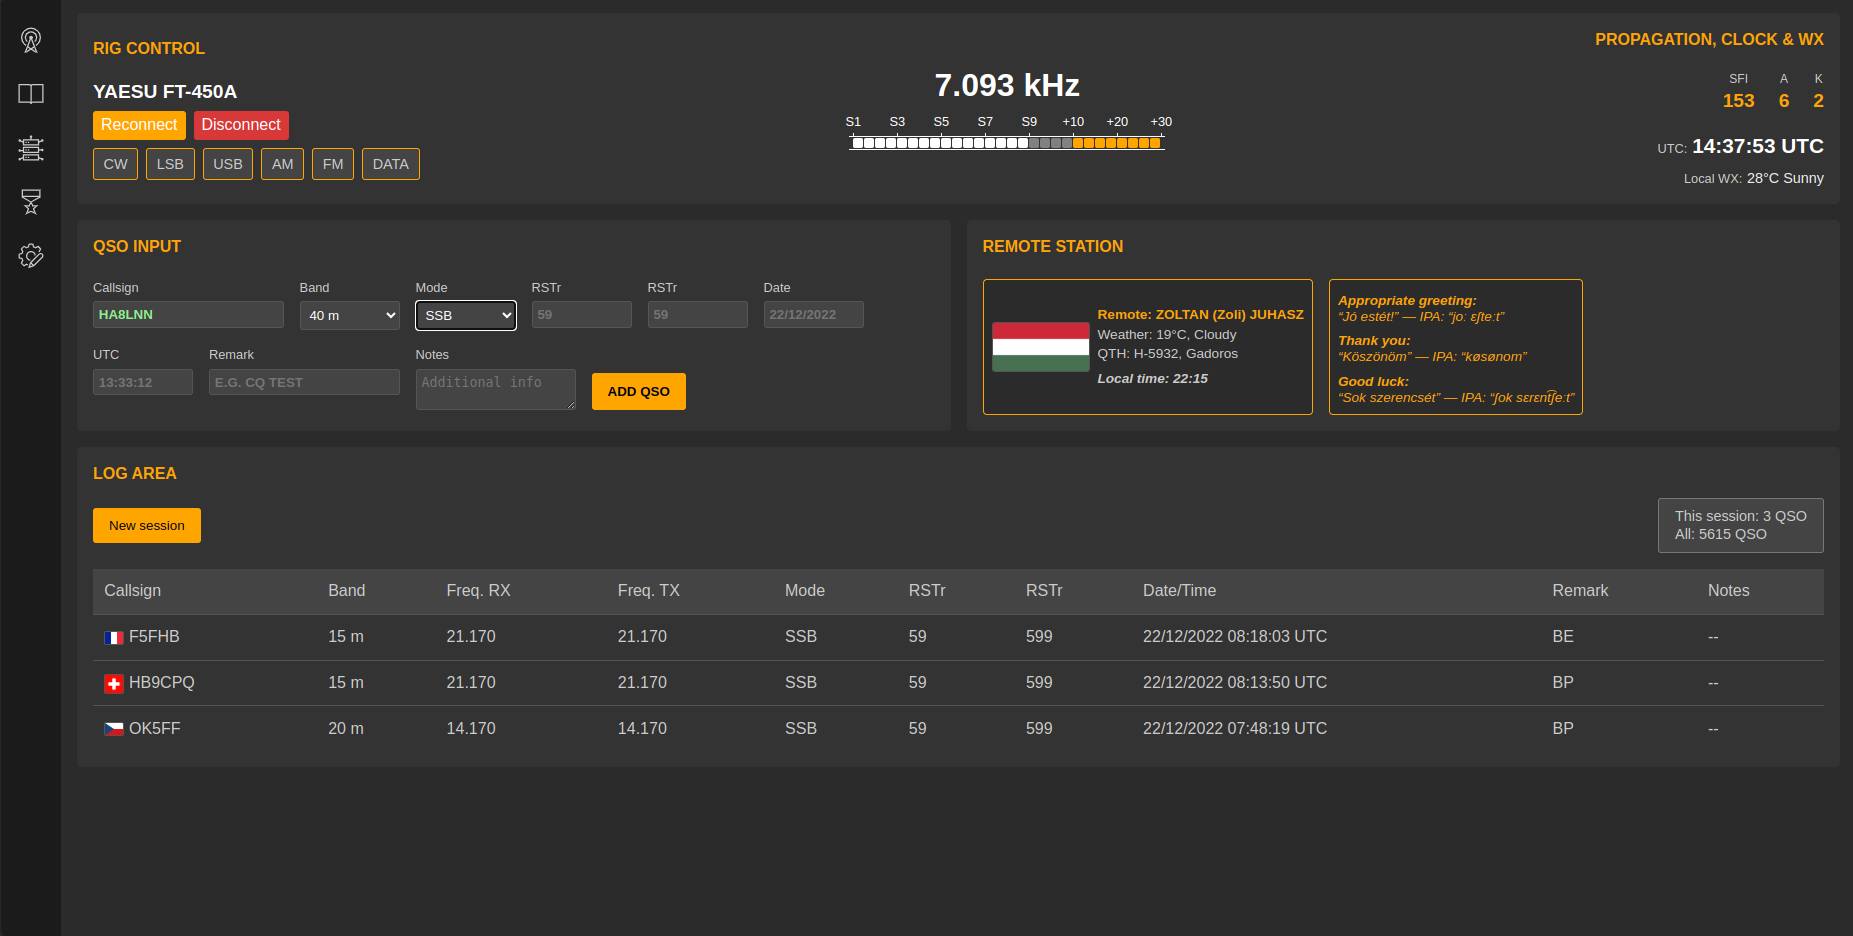 RIG CONTROL
YAESU FT-450A
Reconnect Disconnect
CW LSB USB AM FM DATA
7.093 kHz
S1 S3 S5 S7 S9 +10 +20 +30
PROPAGATION, CLOCK & WX
SFI A K
153 6 2
UTC: 14:37:53 UTC
Local WX: 28°C Sunny
QSO INPUT
Callsign Band Mode RSTr RSTr Date
HA8LNN 40 m SSB 59 59 22/12/2022
UTC Remark Notes
13:33:12 E.G. CQ TEST Additional info ADD QSO
REMOTE STATION
Remote: ZOLTAN (Zoli) JUHASZ
Weather: 19°C, Cloudy
QTH: H-5932, Gadoros
Local time: 22:15
Appropriate greeting:
“Jó estét!” — IPA: “joː ɛʃteːt”
Thank you:
“Köszönöm” — IPA: “køsønom”
Good luck:
“Sok szerencsét” — IPA: “ʃok sɛrɛnt͡ʃeːt”
LOG AREA
New session
This session: 3 QSO
All: 5615 QSO
Callsign Band Freq. RX Freq. TX Mode RSTr RSTr Date/Time Remark Notes
F5FHB 15 m 21.170 21.170 SSB 59 599 22/12/2022 08:18:03 UTC BE --
HB9CPQ 15 m 21.170 21.170 SSB 59 599 22/12/2022 08:13:50 UTC BP --
OK5FF 20 m 14.170 14.170 SSB 59 599 22/12/2022 07:48:19 UTC BP --